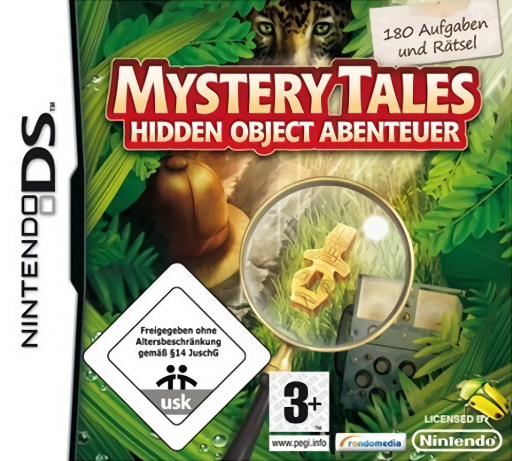 NINTENDO DS™
180 Aufgaben
und Rätsel
MYSTERY TALES
HIDDEN OBJECT ABENTEUER
Freigegeben ohne
Altersbeschränkung
gemäß §14 JuschG
usk
3+
www.pegi.info
rondomedia
LICENSED BY
Nintendo